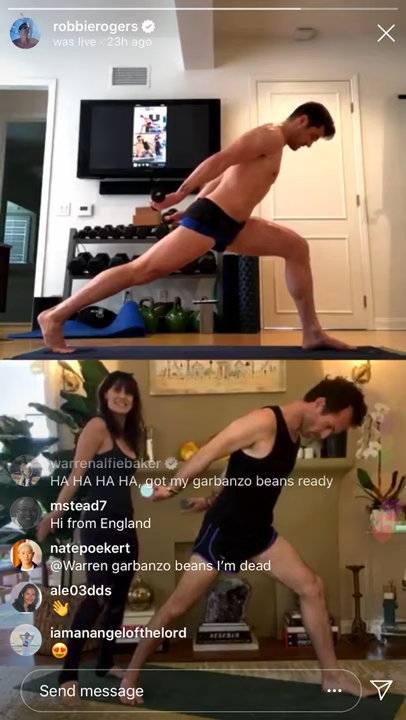 robbierogers
was live · 23h ago
warrenalfiebaker
HA HA HA HA, got my garbanzo beans ready
mstead7
Hi from England
natepoekert
@Warren garbanzo beans I'm dead
ale03dds
👋
iamanangelofthelord
😍
Send message